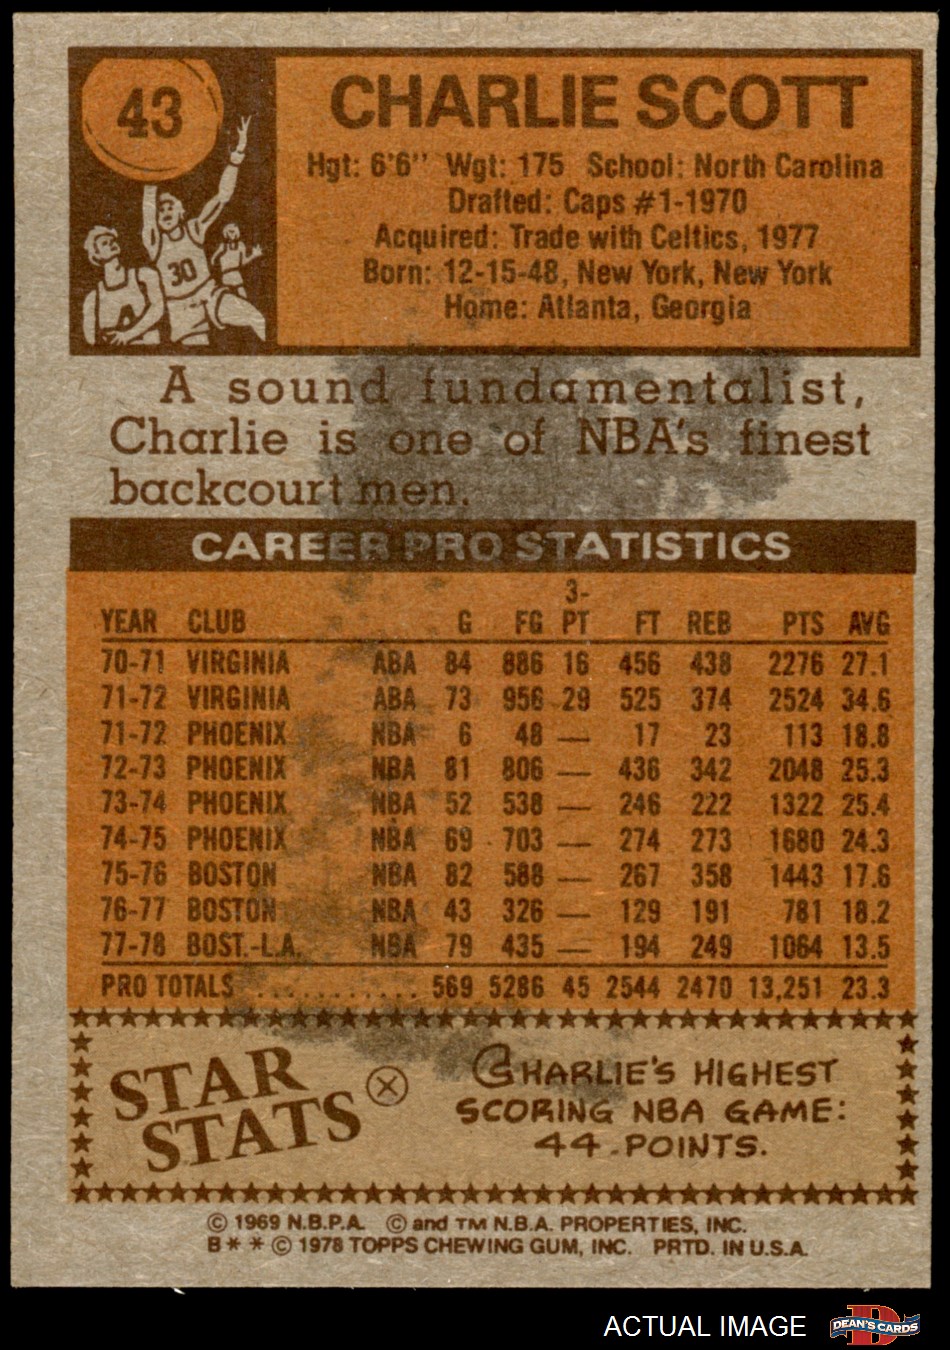 43
CHARLIE SCOTT
Hgt: 6'6" Wgt: 175 School: North Carolina
Drafted: Caps #1-1970
Acquired: Trade with Celtics, 1977
Born: 12-15-48, New York, New York
Home: Atlanta, Georgia
30
A sound fundamentalist,
Charlie is one of NBA's finest
backcourt men.
CAREER PRO STATISTICS
YEAR CLUB G FG 3-PT FT REB PTS AVG
70-71 VIRGINIA ABA 84 886 16 456 438 2276 27.1
71-72 VIRGINIA ABA 73 956 29 525 374 2524 34.6
71-72 PHOENIX NBA 6 48 — 17 23 113 18.8
72-73 PHOENIX NBA 81 806 — 436 342 2048 25.3
73-74 PHOENIX NBA 52 538 — 246 222 1322 25.4
74-75 PHOENIX NBA 69 703 — 274 273 1680 24.3
75-76 BOSTON NBA 82 588 — 267 358 1443 17.6
76-77 BOSTON NBA 43 326 — 129 191 781 18.2
77-78 BOST.-L.A. NBA 79 435 — 194 249 1064 13.5
PRO TOTALS ............ 569 5286 45 2544 2470 13,251 23.3
STAR
STATS
CHARLIE'S HIGHEST
SCORING NBA GAME:
44 POINTS.
© 1969 N.B.P.A. © and TM N.B.A. PROPERTIES, INC.
B * * © 1978 TOPPS CHEWING GUM, INC. PRTD. IN U.S.A.
ACTUAL IMAGE
D
DEAN'S CARDS